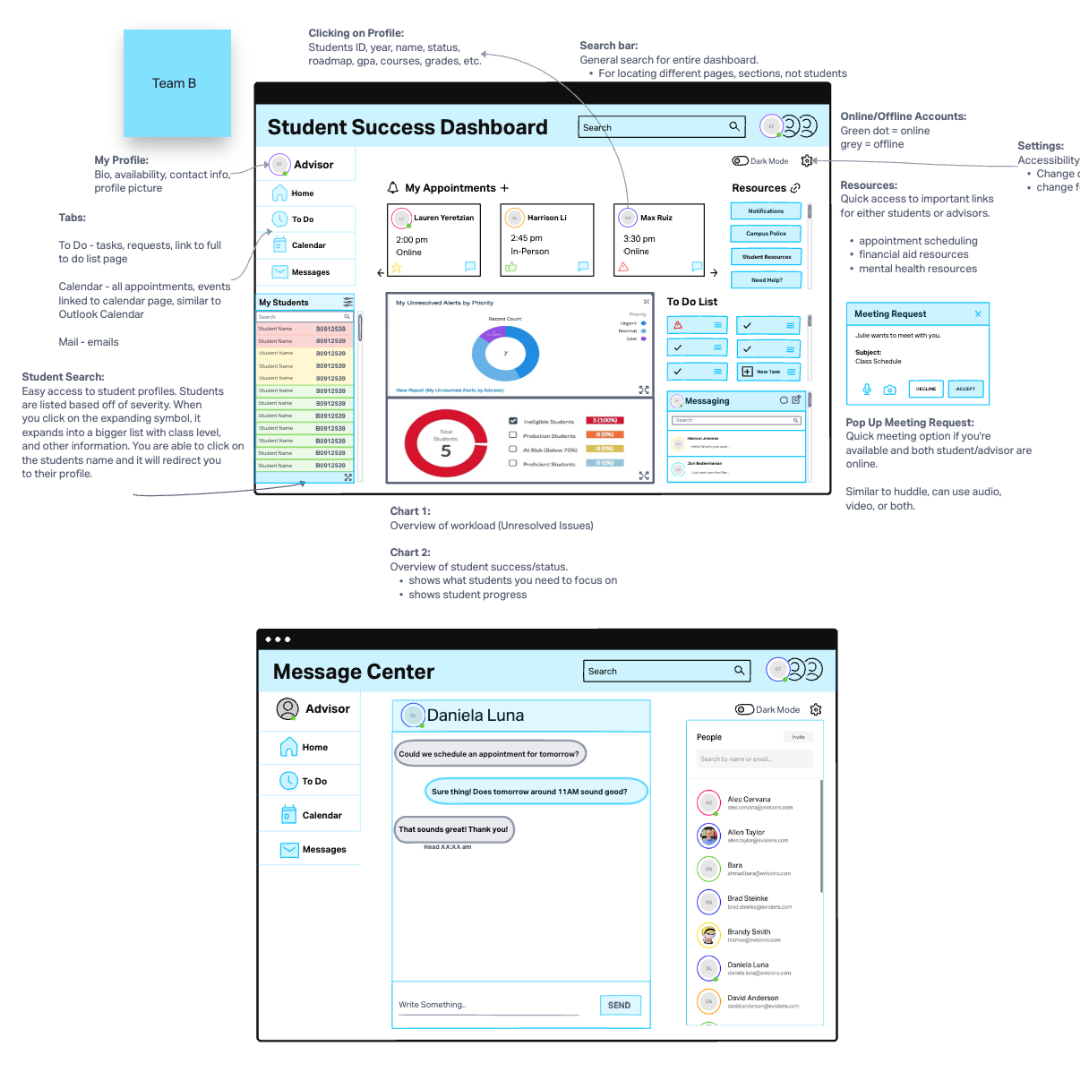 Team B
Clicking on Profile:
Students ID, year, name, status,
roadmap, gpa, courses, grades, etc.
Search bar:
General search for entire dashboard.
• For locating different pages, sections, not students
My Profile:
Bio, availability, contact info,
profile picture
Tabs:
To Do - tasks, requests, link to full
to do list page
Calendar - all appointments, events
linked to calendar page, similar to
Outlook Calendar
Mail - emails
Student Search:
Easy access to student profiles. Students
are listed based off of severity. When
you click on the expanding symbol, it
expands into a bigger list with class level,
and other information. You are able to click on
the students name and it will redirect you
to their profile.
Student Success Dashboard
Search
Advisor
Home
To Do
Calendar
Messages
Dark Mode
My Appointments +
Lauren Yeretzian
2:00 pm
Online
Harrison Li
2:45 pm
In-Person
Max Ruiz
3:30 pm
Online
Resources
Notifications
Campus Police
Student Resources
Need Help?
My Students
Search
Student Name B0912539
Student Name B0912539
Student Name B0912539
Student Name B0912539
Student Name B0912539
Student Name B0912539
Student Name B0912539
Student Name B0912539
Student Name B0912539
Student Name B0912539
Student Name B0912539
Student Name B0912539
My Unresolved Alerts by Priority
Record Count
7
Priority
Urgent
Normal
Low
View Report (My Unresolved Alerts by Advisee)
Total
Students:
5
Ineligible Students 5 (100%)
Probation Students 0 (0%)
At Risk (Below 70%) 0 (0%)
Proficient Students 0 (0%)
To Do List
New Task
Messaging
Search
Online/Offline Accounts:
Green dot = online
grey = offline
Settings:
Accessibility
• Change
• change
Resources:
Quick access to important links
for either students or advisors.
• appointment scheduling
• financial aid resources
• mental health resources
Meeting Request
Julie wants to meet with you.
Subject:
Class Schedule
DECLINE
ACCEPT
Pop Up Meeting Request:
Quick meeting option if you're
available and both student/advisor are
online.
Similar to huddle, can use audio,
video, or both.
Chart 1:
Overview of workload (Unresolved Issues)
Chart 2:
Overview of student success/status.
• shows what students you need to focus on
• shows student progress
Message Center
Search
Advisor
Home
To Do
Calendar
Messages
Dark Mode
Daniela Luna
Could we schedule an appointment for tomorrow?
Sure thing! Does tomorrow around 11AM sound good?
That sounds great! Thank you!
Read XX:XX am
Write Something..
SEND
People
Invite
Search by name or email...
Alec Cervana
alec.cervana@evisions.com
Allen Taylor
allen.taylor@evisions.com
Bara
ahmad.bara@evisions.com
Brad Steinke
brad.steinke@evisions.com
Brandy Smith
Daniela Luna
daniela.luna@evisions.com
David Anderson
david.anderson@evisions.com